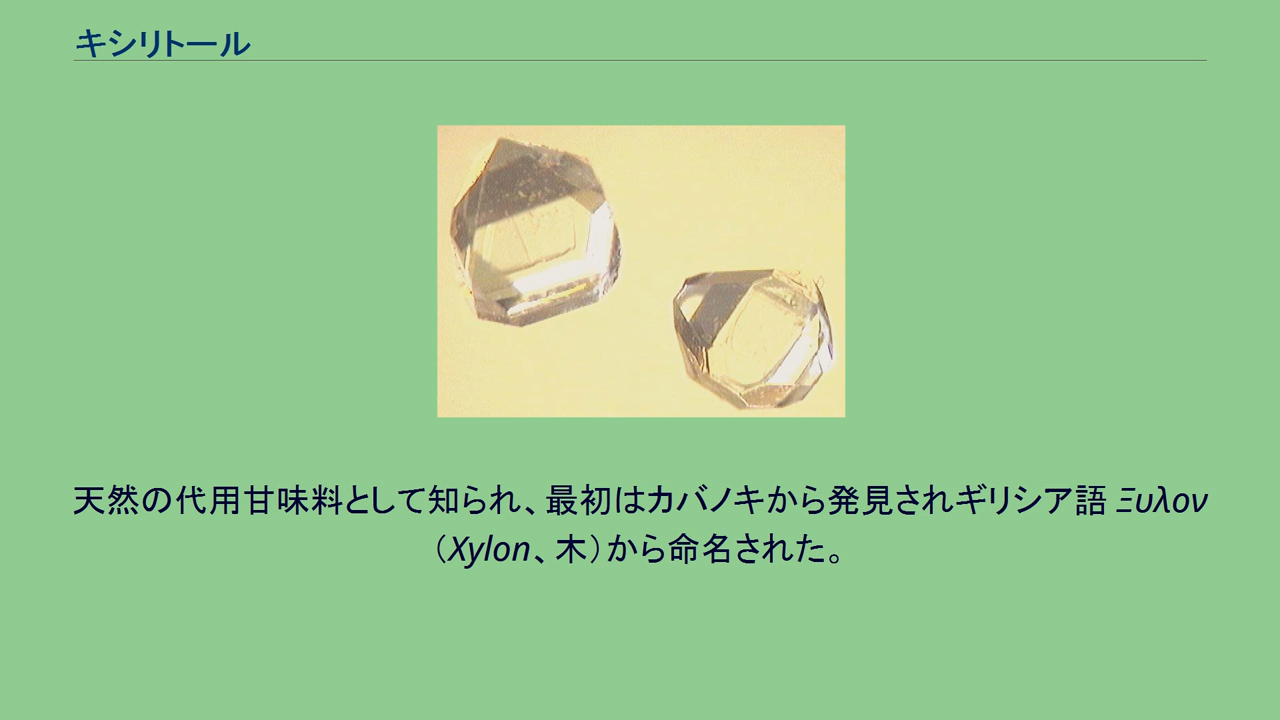 キシリトール
天然の代用甘味料として知られ、最初はカバノキから発見されギリシア語 Ξυλον
（Xylon、木）から命名された。